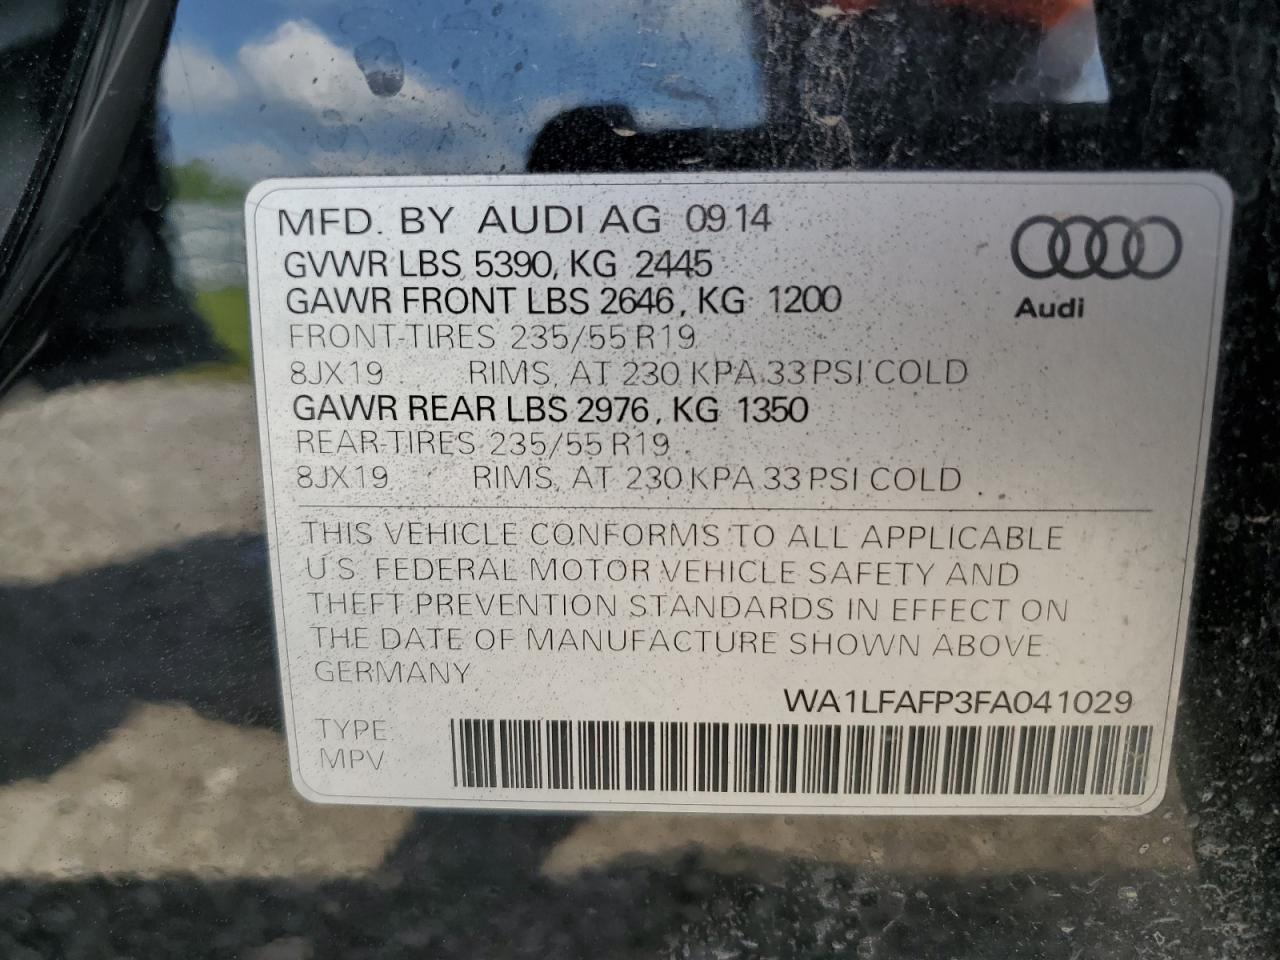 MFD. BY AUDI AG 09.14
GVWR LBS 5390, KG 2445
GAWR FRONT LBS 2646, KG 1200
FRONT-TIRES 235/55 R19
8JX19 RIMS, AT 230 KPA 33 PSI COLD
GAWR REAR LBS 2976, KG 1350
REAR-TIRES 235/55 R19
8JX19 RIMS, AT 230 KPA 33 PSI COLD
Audi
THIS VEHICLE CONFORMS TO ALL APPLICABLE
U.S. FEDERAL MOTOR VEHICLE SAFETY AND
THEFT PREVENTION STANDARDS IN EFFECT ON
THE DATE OF MANUFACTURE SHOWN ABOVE.
GERMANY
WA1LFAFP3FA041029
TYPE:
MPV